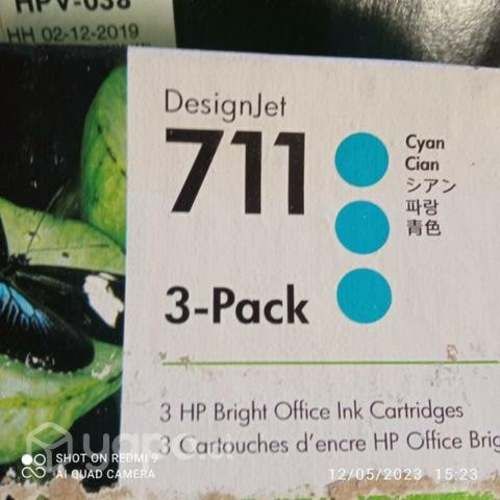 HPV-038
HH 02-12-2019
DesignJet
711
Cyan
Cian
シアン
파랑
青色
3-Pack
3 HP Bright Office Ink Cartridges
3 Cartouches d'encre HP Office Brig
SHOT ON REDMI 9
AI QUAD CAMERA
12/05/2023 15:23